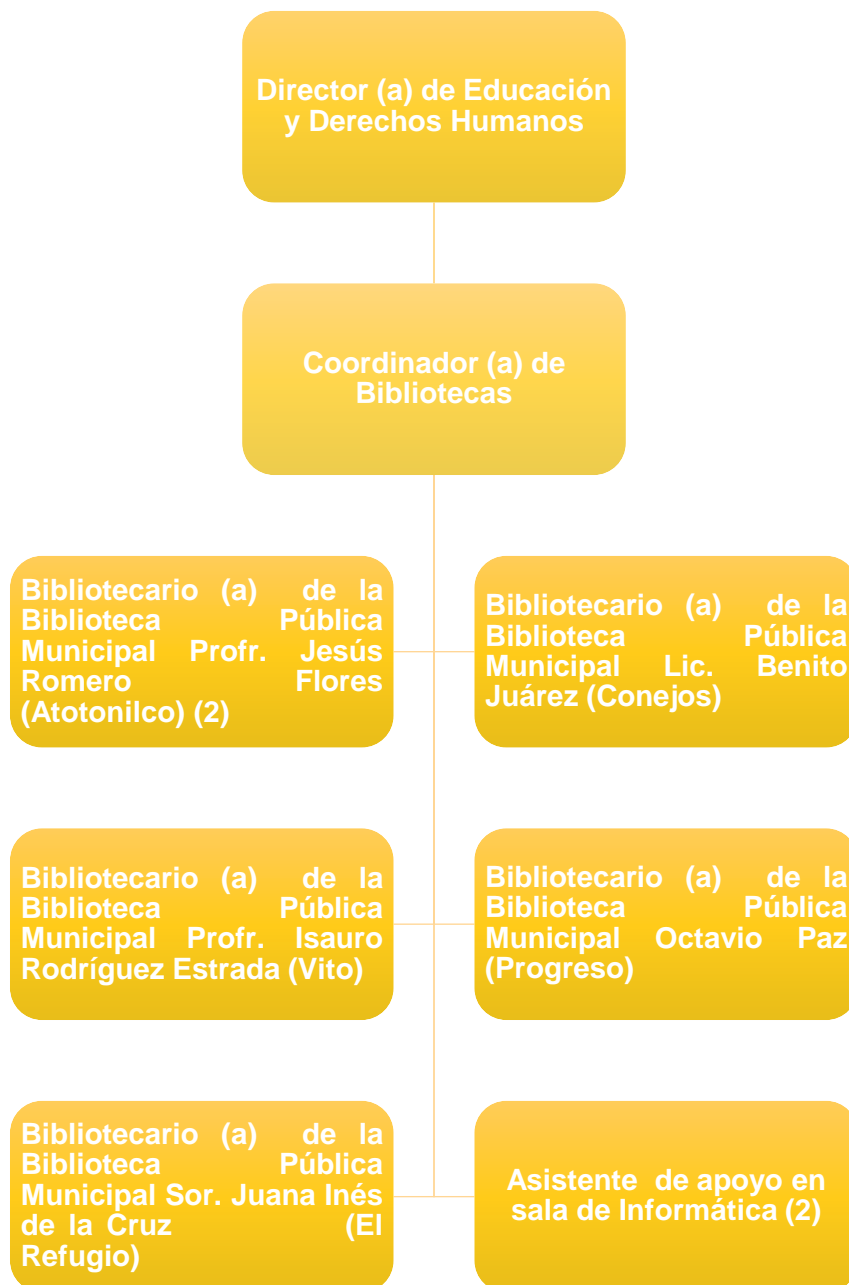 Director (a) de Educación
y Derechos Humanos
Coordinador (a) de
Bibliotecas
Bibliotecario (a) de la
Biblioteca Pública
Municipal Profr. Jesús
Romero Flores
(Atotonilco) (2)
Bibliotecario (a) de la
Biblioteca Pública
Municipal Lic. Benito
Juárez (Conejos)
Bibliotecario (a) de la
Biblioteca Pública
Municipal Profr. Isauro
Rodríguez Estrada (Vito)
Bibliotecario (a) de la
Biblioteca Pública
Municipal Octavio Paz
(Progreso)
Bibliotecario (a) de la
Biblioteca Pública
Municipal Sor. Juana Inés
de la Cruz (El
Refugio)
Asistente de apoyo en
sala de Informática (2)